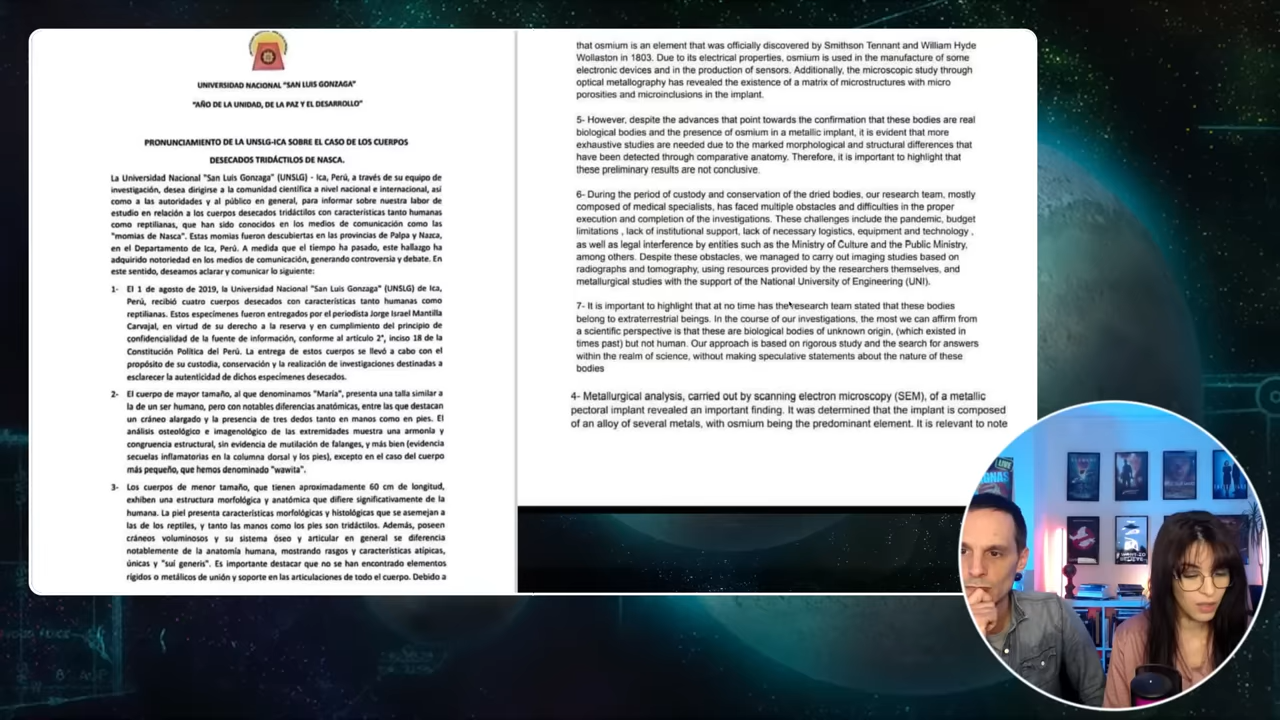 UNIVERSIDAD NACIONAL "SAN LUIS GONZAGA"
"AÑO DE LA UNIDAD, DE LA PAZ Y EL DESARROLLO"
PRONUNCIAMIENTO DE LA UNSLG-ICA SOBRE EL CASO DE LOS CUERPOS
DESECADOS TRIDÁCTILOS DE NASCA.
La Universidad Nacional "San Luis Gonzaga" (UNSLG) - Ica, Perú, a través de su equipo de
investigación, desea dirigirse a la comunidad científica a nivel nacional e internacional, así
como a las autoridades y al público en general, para informar sobre nuestra labor de
estudio en relación a los cuerpos desecados tridáctilos con características tanto humanas
como reptilianas, que han sido conocidos en los medios de comunicación como las
"momias de Nasca". Estas momias fueron descubiertas en las provincias de Palpa y Nazca,
en el Departamento de Ica, Perú. A medida que el tiempo ha pasado, este hallazgo ha
adquirido notoriedad en los medios de comunicación, generando controversia y debate. En
este sentido, deseamos aclarar y comunicar lo siguiente:
1- El 1 de agosto de 2019, la Universidad Nacional "San Luis Gonzaga" (UNSLG) de Ica,
Perú, recibió cuatro cuerpos desecados con características tanto humanas como
reptilianas. Estos especímenes fueron entregados por el periodista Jorge Israel Mantilla
Carvajal, en virtud de su derecho a la reserva y en cumplimiento del principio de
confidencialidad de la fuente de información, conforme al artículo 2°, inciso 18 de la
Constitución Política del Perú. La entrega de estos cuerpos se llevó a cabo con el
propósito de su custodia, conservación y la realización de investigaciones destinadas a
esclarecer la autenticidad de dichos especímenes desecados.
2- El cuerpo de mayor tamaño, al que denominamos "María", presenta una talla similar a
la de un ser humano, pero con notables diferencias anatómicas, entre las que destacan
un cráneo alargado y la presencia de tres dedos tanto en manos como en pies. El
análisis osteológico e imagenológico de las extremidades muestra una armonía y
congruencia estructural, sin evidencia de mutilación de falanges, y más bien (evidencia
secuelas inflamatorias en la columna dorsal y los pies), excepto en el caso del cuerpo
más pequeño, que hemos denominado "wawita".
3- Los cuerpos de menor tamaño, que tienen aproximadamente 60 cm de longitud,
exhiben una estructura morfológica y anatómica que difiere significativamente de la
humana. La piel presenta características morfológicas y histológicas que se asemejan a
las de los reptiles, y tanto las manos como los pies son tridáctilos. Además, poseen
cráneos voluminosos y su sistema óseo y articular en general se diferencia
notablemente de la anatomía humana, mostrando rasgos y características atípicas,
únicas y "sui generis". Es importante destacar que no se han encontrado elementos
rígidos o metálicos de unión y soporte en las articulaciones de todo el cuerpo. Debido a
that osmium is an element that was officially discovered by Smithson Tennant and William Hyde
Wollaston in 1803. Due to its electrical properties, osmium is used in the manufacture of some
electronic devices and in the production of sensors. Additionally, the microscopic study through
optical metallography has revealed the existence of a matrix of microstructures with micro
porosities and microinclusions in the implant.
5- However, despite the advances that point towards the confirmation that these bodies are real
biological bodies and the presence of osmium in a metallic implant, it is evident that more
exhaustive studies are needed due to the marked morphological and structural differences that
have been detected through comparative anatomy. Therefore, it is important to highlight that
these preliminary results are not conclusive.
6- During the period of custody and conservation of the dried bodies, our research team, mostly
composed of medical specialists, has faced multiple obstacles and difficulties in the proper
execution and completion of the investigations. These challenges include the pandemic, budget
limitations , lack of institutional support, lack of necessary logistics, equipment and technology ,
as well as legal interference by entities such as the Ministry of Culture and the Public Ministry,
among others. Despite these obstacles, we managed to carry out imaging studies based on
radiographs and tomography, using resources provided by the researchers themselves, and
metallurgical studies with the support of the National University of Engineering (UNI).
7- It is important to highlight that at no time has the research team stated that these bodies
belong to extraterrestrial beings. In the course of our investigations, the most we can affirm from
a scientific perspective is that these are biological bodies of unknown origin, (which existed in
times past) but not human. Our approach is based on rigorous study and the search for answers
within the realm of science, without making speculative statements about the nature of these
bodies
4- Metallurgical analysis, carried out by scanning electron microscopy (SEM), of a metallic
pectoral implant revealed an important finding. It was determined that the implant is composed
of an alloy of several metals, with osmium being the predominant element. It is relevant to note